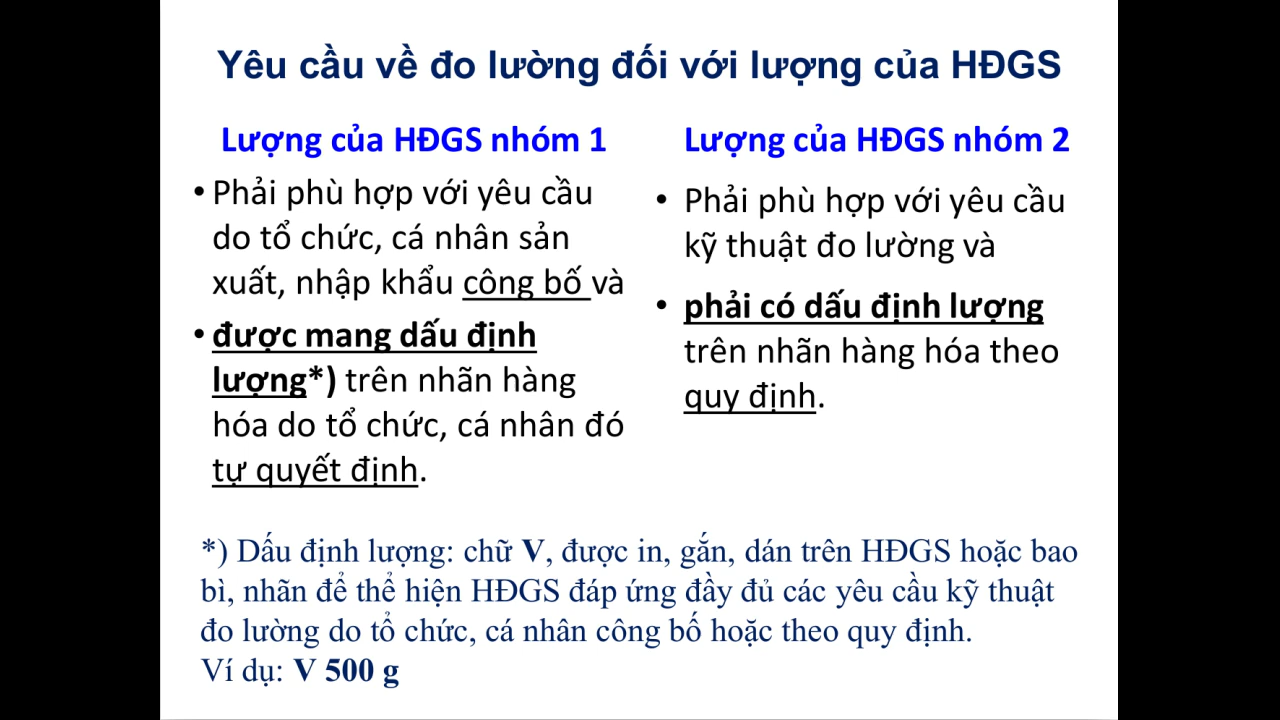 Yêu cầu về đo lường đối với lượng của HĐGS
Lượng của HĐGS nhóm 1
• Phải phù hợp với yêu cầu
do tổ chức, cá nhân sản
xuất, nhập khẩu công bố và
• được mang dấu định
lượng*) trên nhãn hàng
hóa do tổ chức, cá nhân đó
tự quyết định.
Lượng của HĐGS nhóm 2
• Phải phù hợp với yêu cầu
kỹ thuật đo lường và
• phải có dấu định lượng
trên nhãn hàng hóa theo
quy định.
*) Dấu định lượng: chữ V, được in, gắn, dán trên HĐGS hoặc bao
bì, nhãn để thể hiện HĐGS đáp ứng đầy đủ các yêu cầu kỹ thuật
đo lường do tổ chức, cá nhân công bố hoặc theo quy định.
Ví dụ: V 500 g